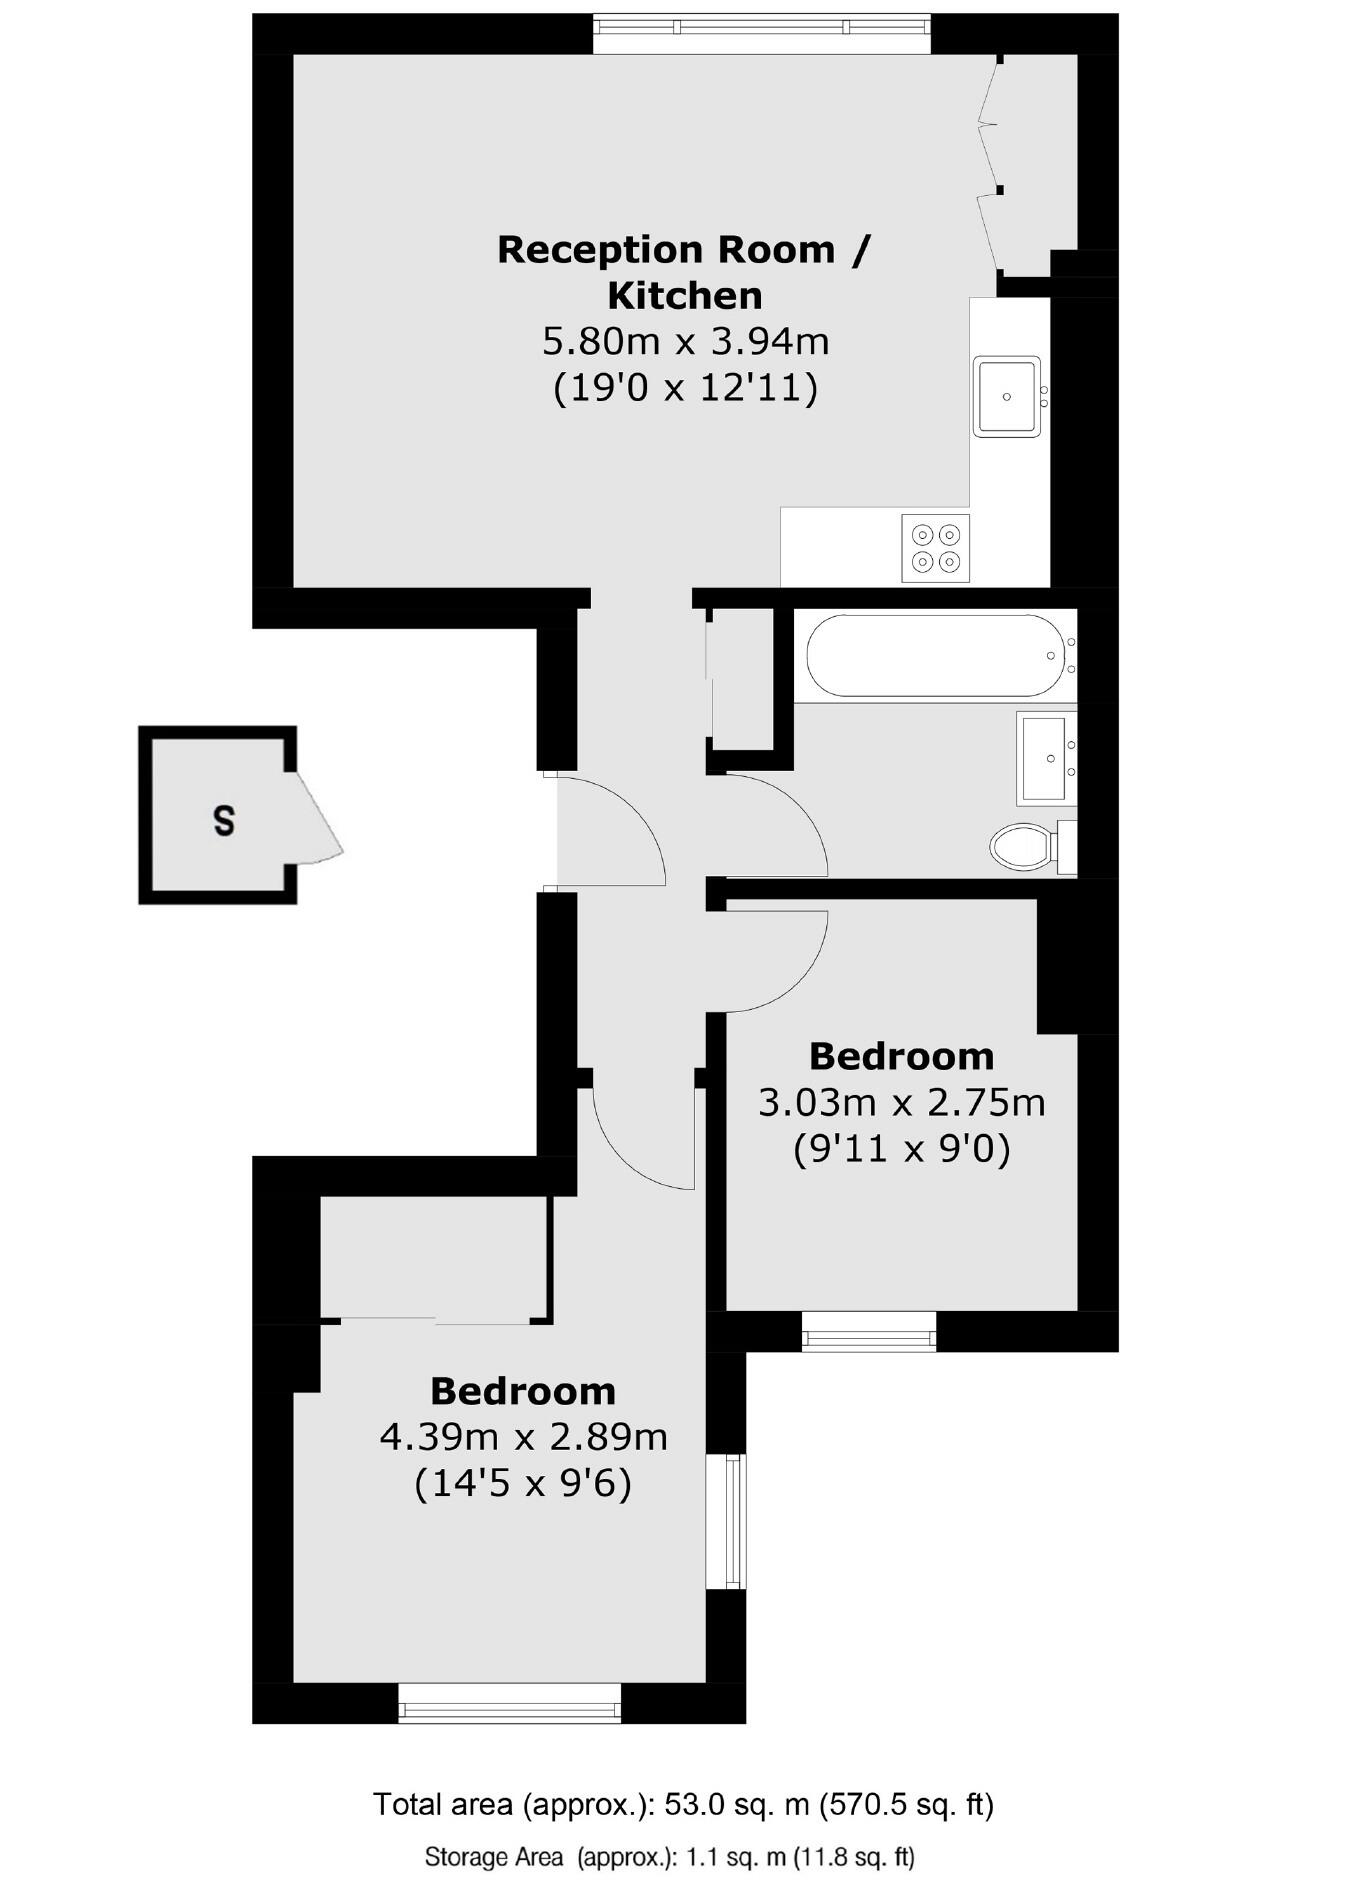 Reception Room /
Kitchen
5.80m x 3.94m
(19'0 x 12'11)
S
Bedroom
3.03m x 2.75m
(9'11 x 9'0)
Bedroom
4.39m x 2.89m
(14'5 x 9'6)
Total area (approx.): 53.0 sq. m (570.5 sq. ft)
Storage Area (approx.): 1.1 sq. m (11.8 sq. ft)